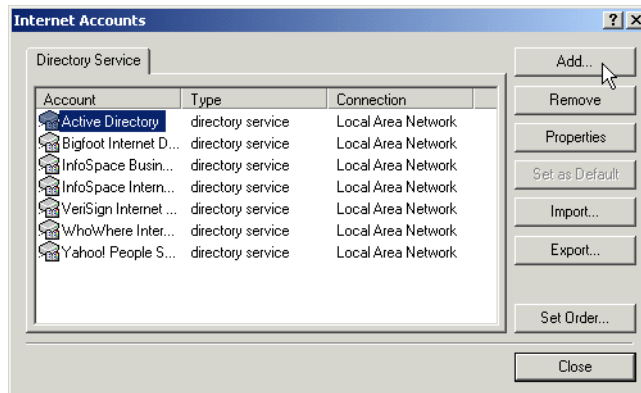 Internet Accounts
Directory Service
Add...
Remove
Properties
Set as Default
Import...
Export...
Set Order...
Close
Account Type Connection
Active Directory directory service Local Area Network
Bigfoot Internet D... directory service Local Area Network
InfoSpace Busin... directory service Local Area Network
InfoSpace Intern... directory service Local Area Network
VeriSign Internet ... directory service Local Area Network
WhoWhere Inter... directory service Local Area Network
Yahoo! People S... directory service Local Area Network